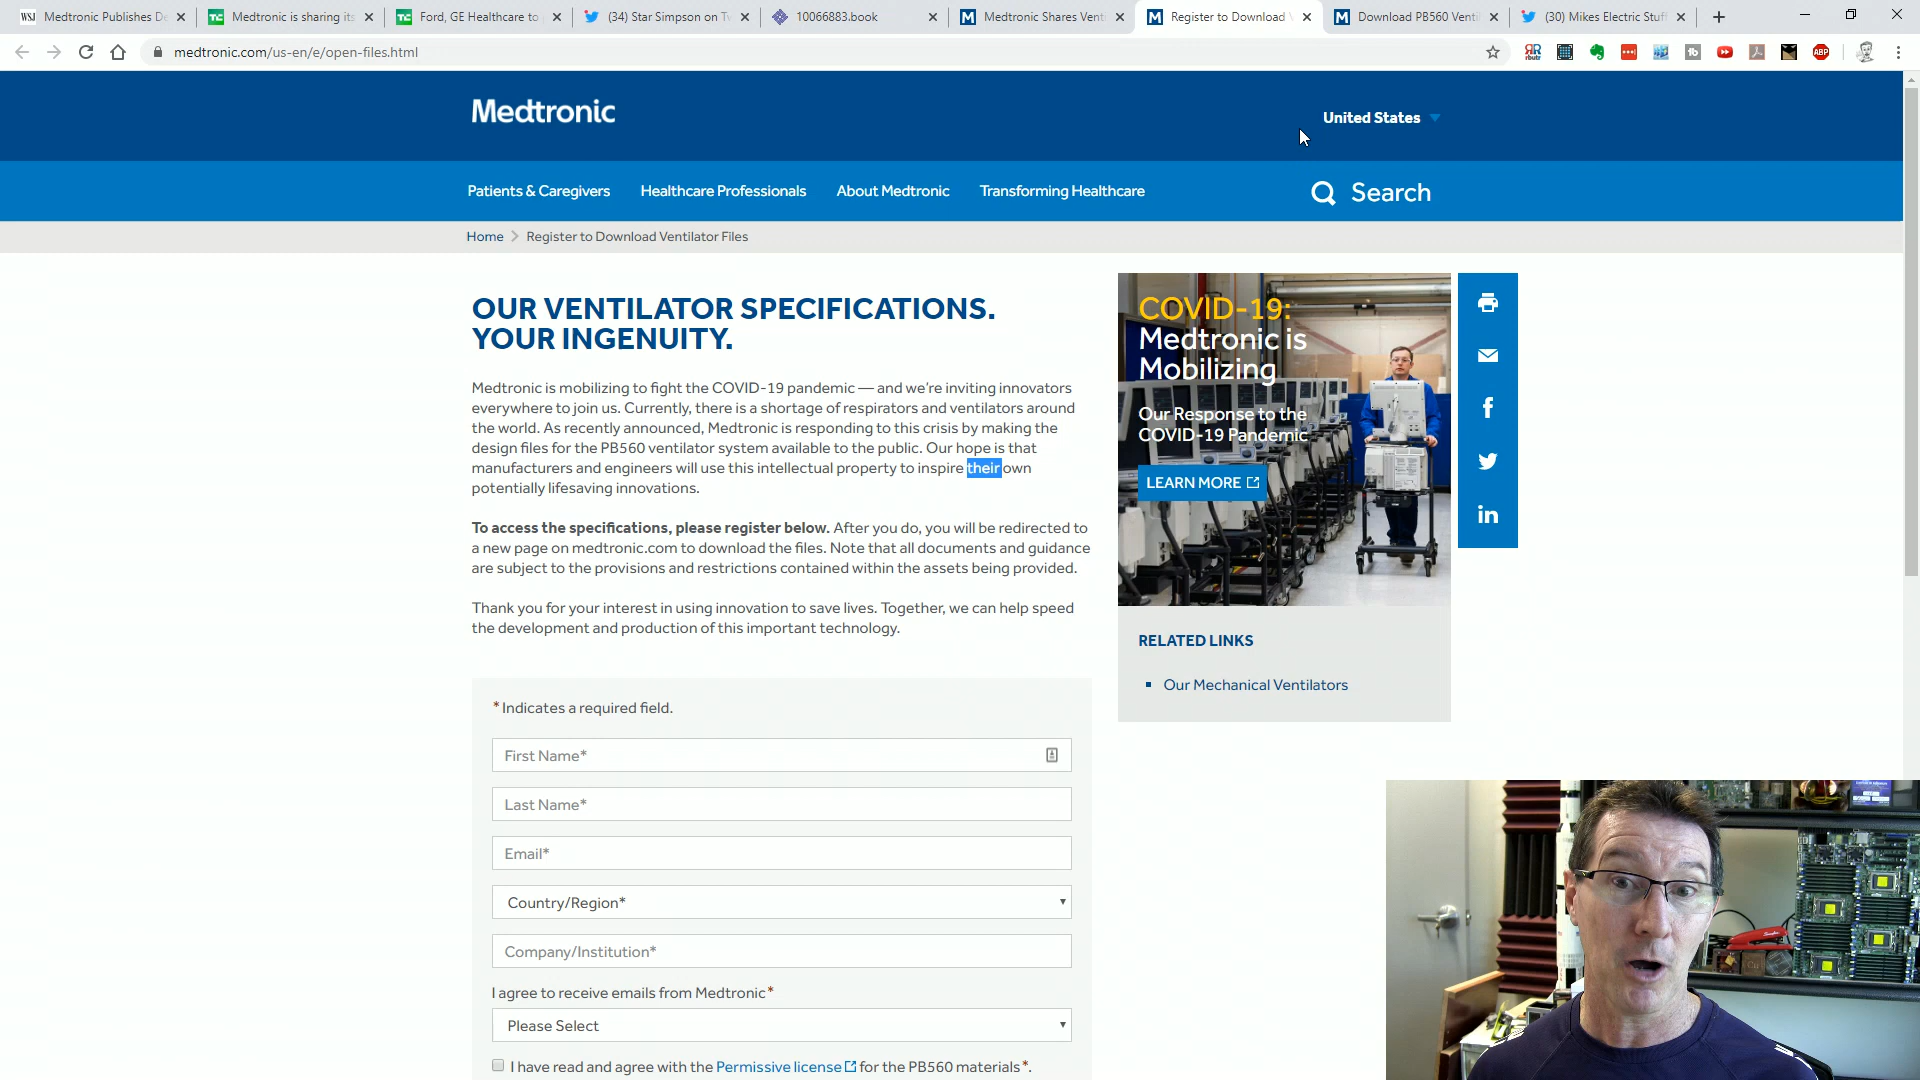 WSJ Medtronic Publishes De
TC Medtronic is sharing its
TC Ford, GE Healthcare to
(34) Star Simpson on Tw
10066883.book
M Medtronic Shares Vent
M Register to Download V
M Download PB560 Venti
(30) Mikes Electric Stuff
medtronic.com/us-en/e/open-files.html
Medtronic
United States
Patients & Caregivers
Healthcare Professionals
About Medtronic
Transforming Healthcare
Search
Home > Register to Download Ventilator Files
OUR VENTILATOR SPECIFICATIONS.
YOUR INGENUITY.
Medtronic is mobilizing to fight the COVID-19 pandemic — and we're inviting innovators
everywhere to join us. Currently, there is a shortage of respirators and ventilators around
the world. As recently announced, Medtronic is responding to this crisis by making the
design files for the PB560 ventilator system available to the public. Our hope is that
manufacturers and engineers will use this intellectual property to inspire their own
potentially lifesaving innovations.
To access the specifications, please register below. After you do, you will be redirected to
a new page on medtronic.com to download the files. Note that all documents and guidance
are subject to the provisions and restrictions contained within the assets being provided.
Thank you for your interest in using innovation to save lives. Together, we can help speed
the development and production of this important technology.
COVID-19:
Medtronic is
Mobilizing
Our Response to the
COVID-19 Pandemic
LEARN MORE
RELATED LINKS
Our Mechanical Ventilators
*Indicates a required field.
First Name*
Last Name*
Email*
Country/Region*
Company/Institution*
I agree to receive emails from Medtronic*
Please Select
I have read and agree with the Permissive license for the PB560 materials*.